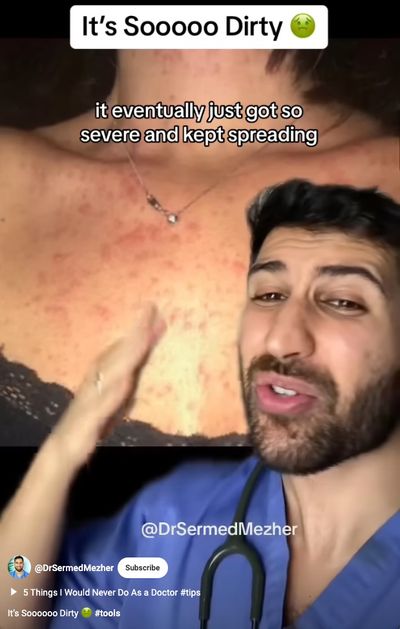 It's Sooooo Dirty 🤢
it eventually just got so
severe and kept spreading
@DrSermedMezher
@DrSermedMezher Subscribe
5 Things I Would Never Do As a Doctor #tips
It's Soooooo Dirty 🤢 #tools